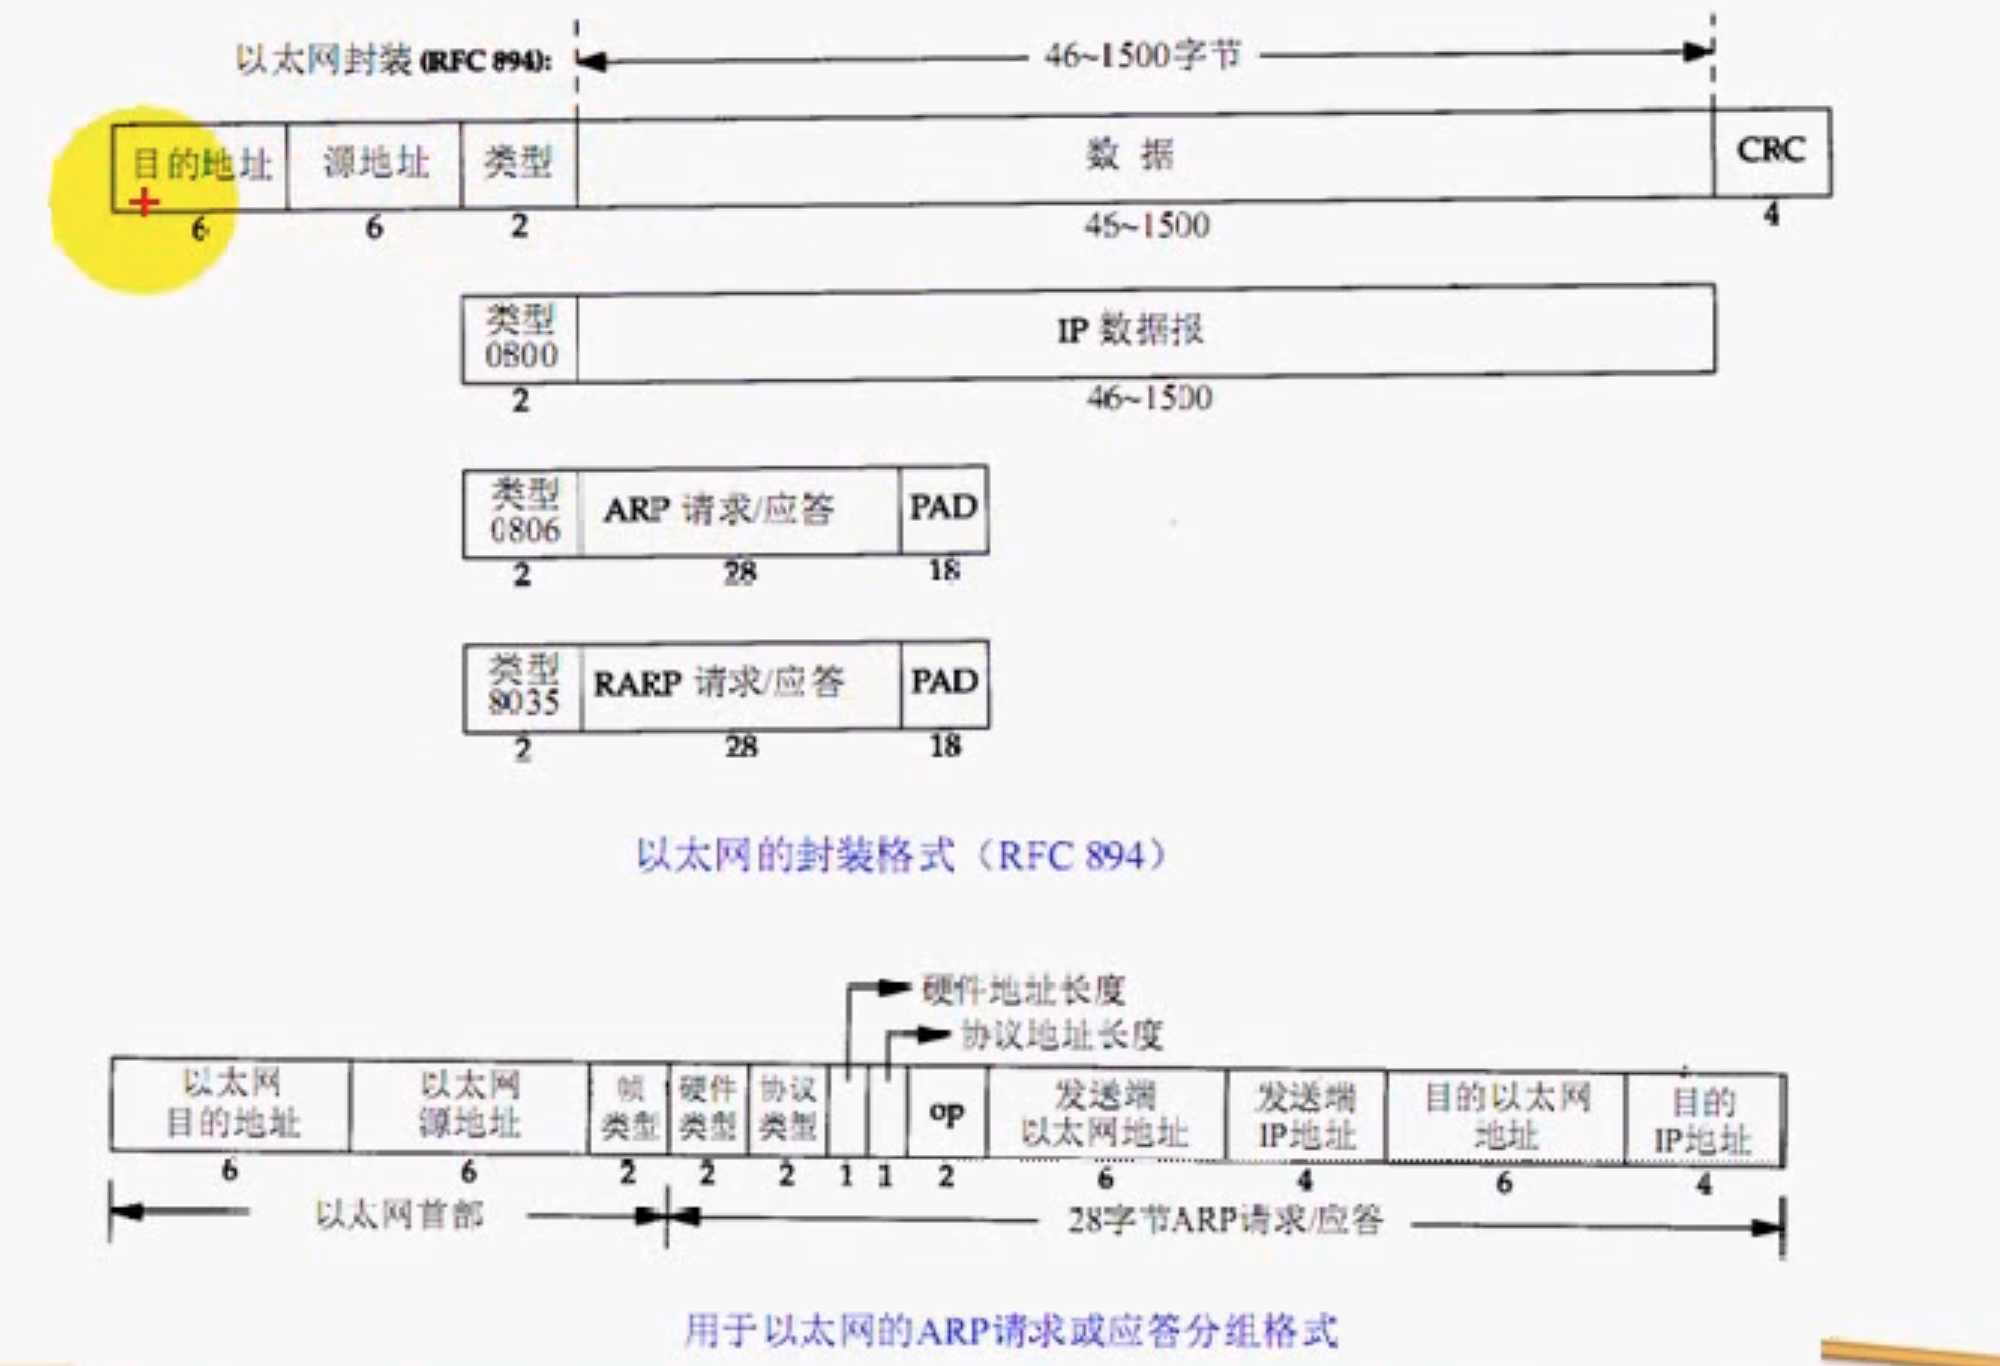 以太网封装(RFC 894):
46~1500字节
目的地址 源地址 类型 数 据 CRC
6 6 2 46~1500 4
类型
0800
IP 数据报
2 46~1500
类型
0806
ARP 请求/应答 PAD
2 28 18
类型
8035
RARP 请求/应答 PAD
2 28 18
以太网的封装格式（RFC 894）
硬件地址长度
协议地址长度
以太网
目的地址
以太网
源地址
帧
类型
硬件
类型
协议
类型
op
发送端
以太网地址
发送端
IP地址
目的以太网
地址
目的
IP地址
6 6 2 2 2 1 1 2 6 4 6 4
以太网首部 28字节ARP请求/应答
用于以太网的ARP请求或应答分组格式